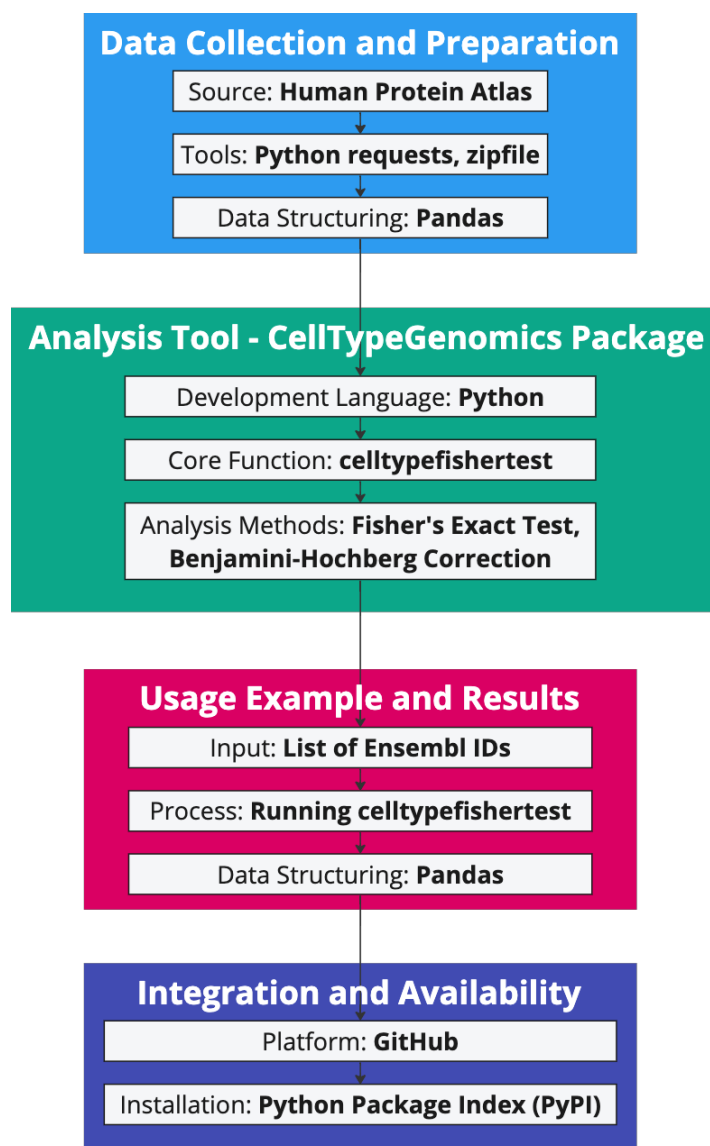 Data Collection and Preparation
Source: Human Protein Atlas
Tools: Python requests, zipfile
Data Structuring: Pandas
Analysis Tool - CellTypeGenomics Package
Development Language: Python
Core Function: celltypefishertest
Analysis Methods: Fisher's Exact Test,
Benjamini-Hochberg Correction
Usage Example and Results
Input: List of Ensembl IDs
Process: Running celltypefishertest
Data Structuring: Pandas
Integration and Availability
Platform: GitHub
Installation: Python Package Index (PyPI)